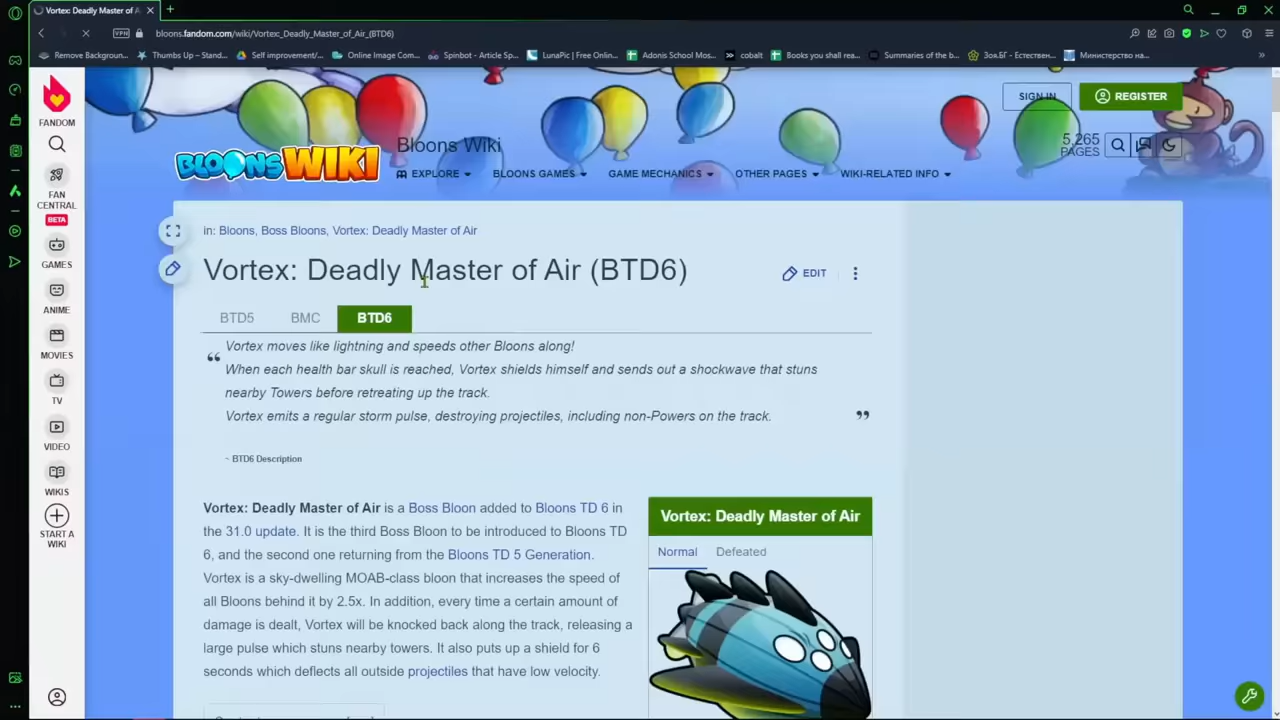 Vortex: Deadly Master of A
VPN
bloons.fandom.com/wiki/Vortex:_Deadly_Master_of_Air_(BTD6)
Remove Backgroun...
Thumbs Up – Stand...
Self improvement/...
Online Image Com...
Spinbot - Article Sp...
LunaPic | Free Onlin...
Adonis School Mos...
cobalt
Books you shall rea...
Summaries of the b...
Зоя.БГ - Естествен...
Министерство на...
FANDOM
FAN CENTRAL
BETA
GAMES
ANIME
MOVIES
TV
VIDEO
WIKIS
START A WIKI
SIGN IN
REGISTER
BLOONS WIKI
Bloons Wiki
5,265
PAGES
EXPLORE
BLOONS GAMES
GAME MECHANICS
OTHER PAGES
WIKI-RELATED INFO
in: Bloons, Boss Bloons, Vortex: Deadly Master of Air
Vortex: Deadly Master of Air (BTD6)
EDIT
BTD5
BMC
BTD6
“ Vortex moves like lightning and speeds other Bloons along!
When each health bar skull is reached, Vortex shields himself and sends out a shockwave that stuns
nearby Towers before retreating up the track.
Vortex emits a regular storm pulse, destroying projectiles, including non-Powers on the track. ”
~ BTD6 Description
Vortex: Deadly Master of Air is a Boss Bloon added to Bloons TD 6 in
the 31.0 update. It is the third Boss Bloon to be introduced to Bloons TD
6, and the second one returning from the Bloons TD 5 Generation.
Vortex is a sky-dwelling MOAB-class bloon that increases the speed of
all Bloons behind it by 2.5x. In addition, every time a certain amount of
damage is dealt, Vortex will be knocked back along the track, releasing a
large pulse which stuns nearby towers. It also puts up a shield for 6
seconds which deflects all outside projectiles that have low velocity.
Vortex: Deadly Master of Air
Normal
Defeated